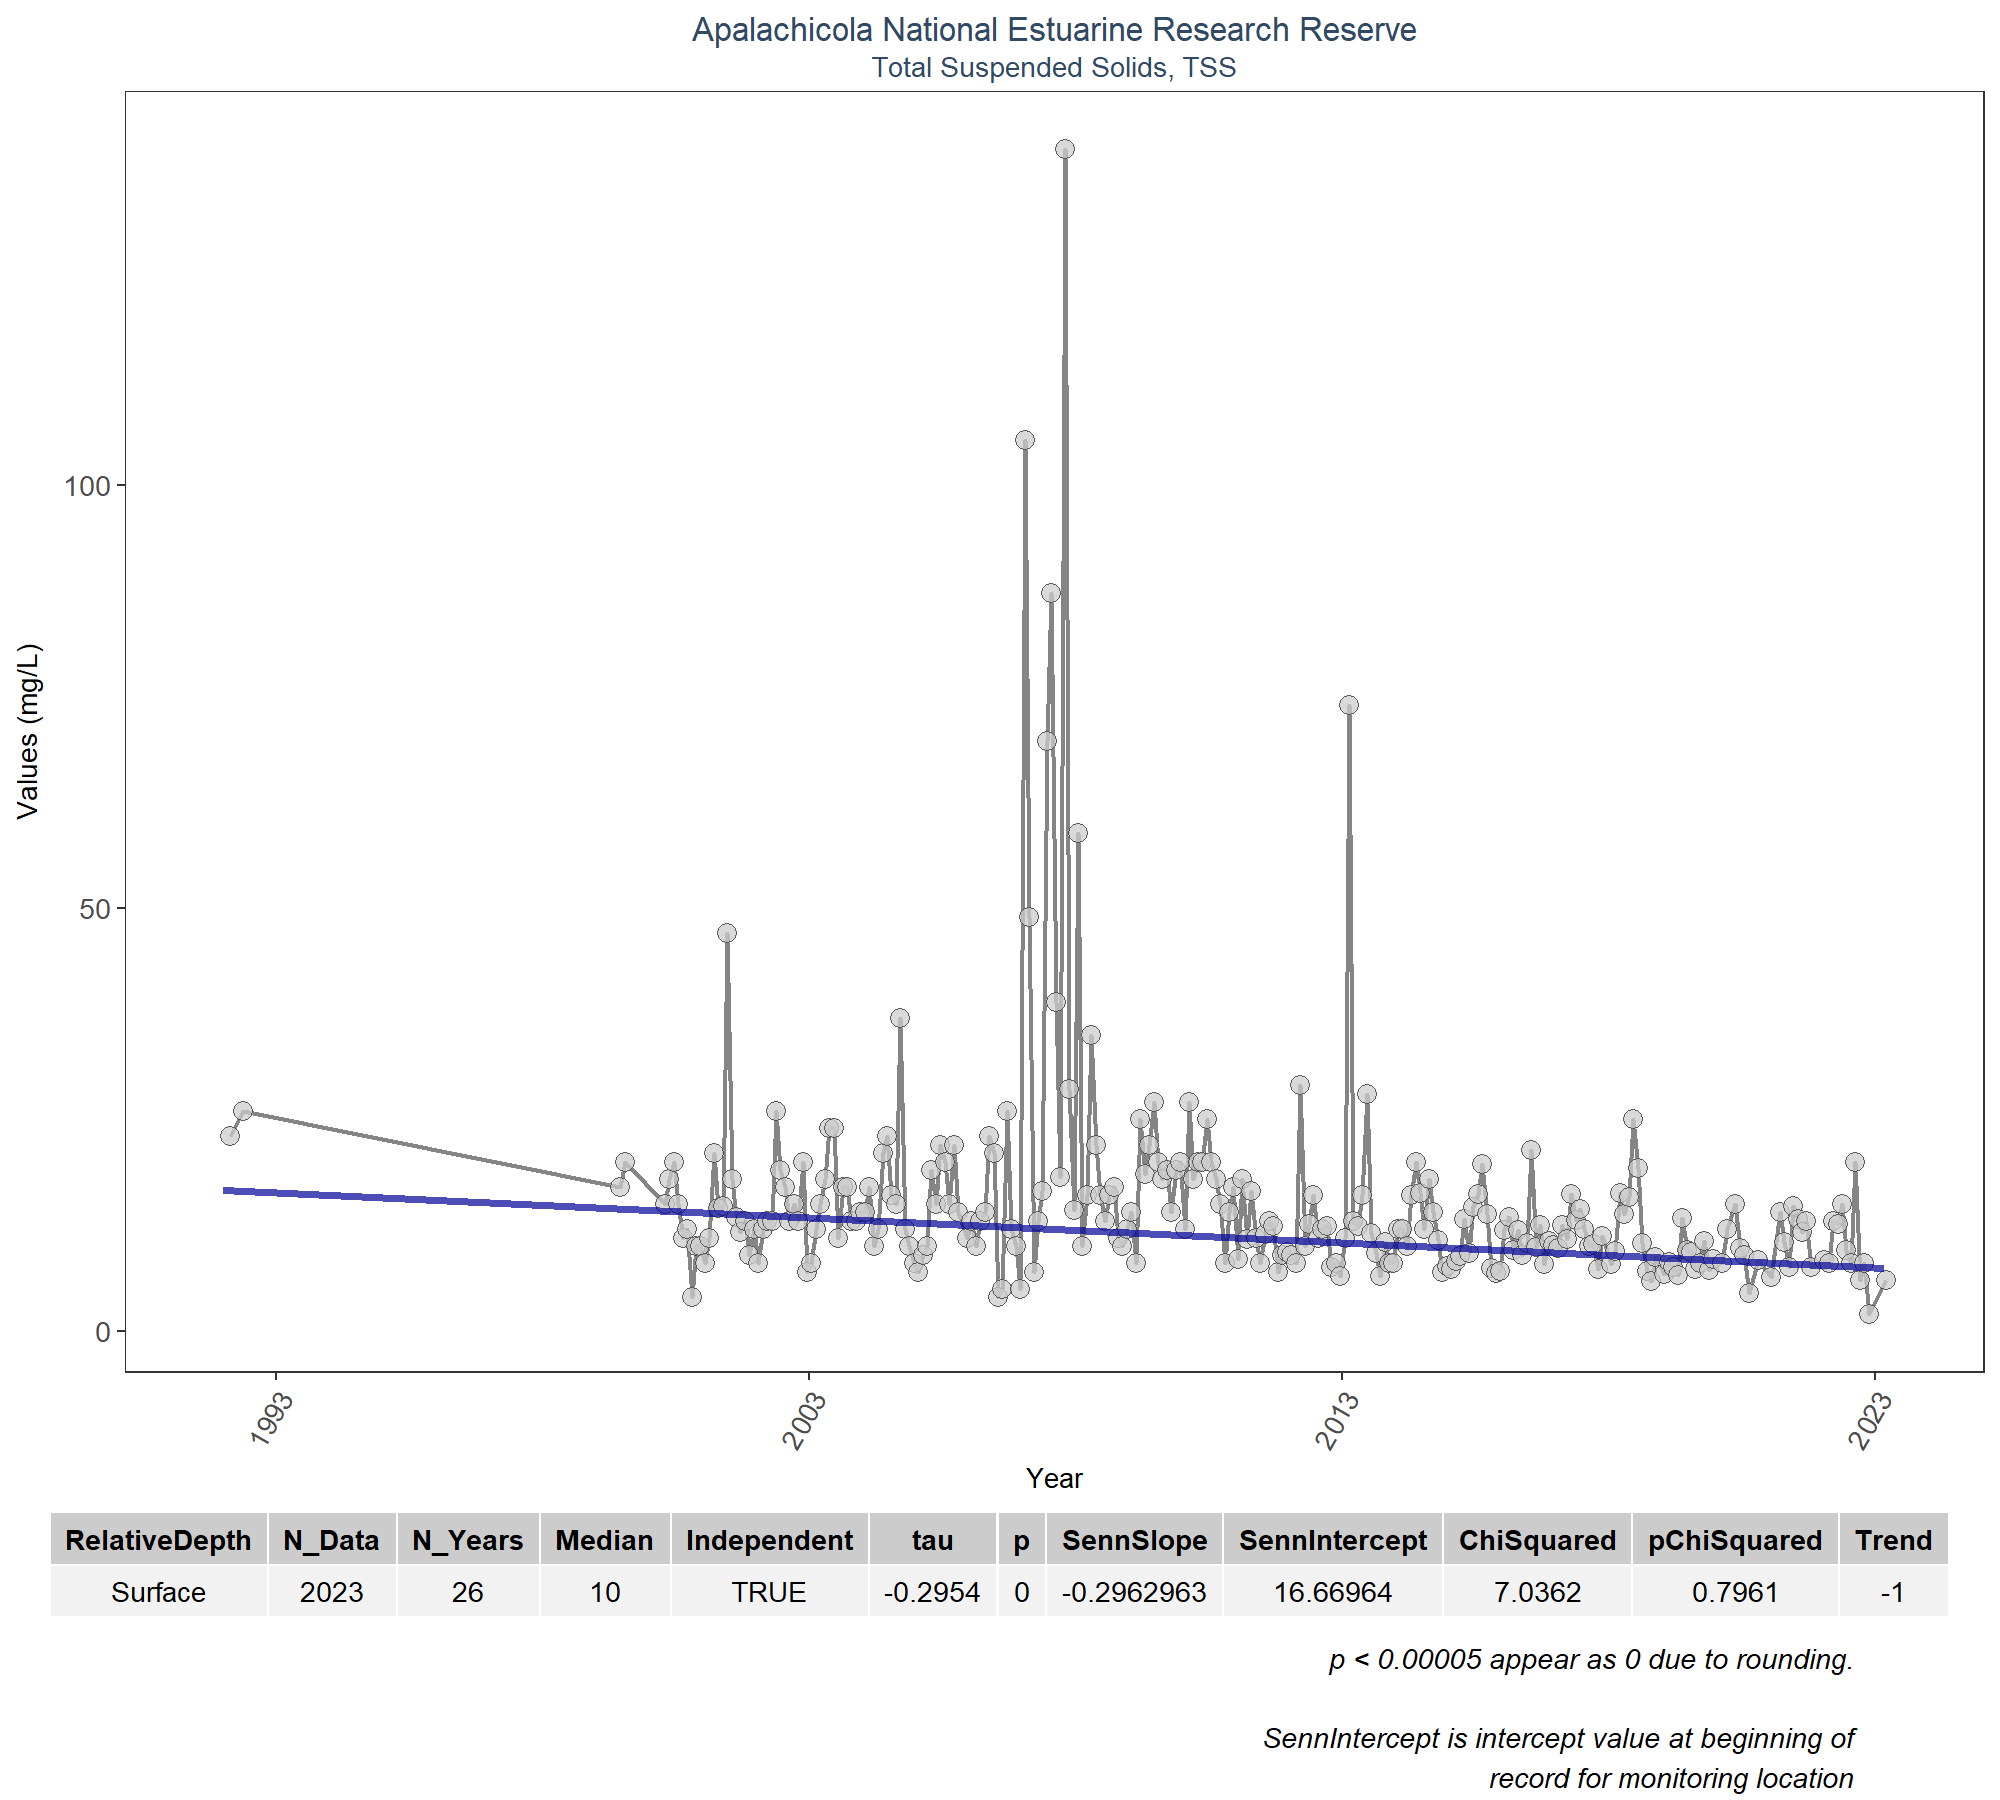 Apalachicola National Estuarine Research Reserve
Total Suspended Solids, TSS
Values (mg/L)
100
50
0
1993
2003
2013
2023
Year
RelativeDepth N_Data N_Years Median Independent tau p SennSlope SennIntercept ChiSquared pChiSquared Trend
Surface 2023 26 10 TRUE -0.2954 0 -0.2962963 16.66964 7.0362 0.7961 -1
p < 0.00005 appear as 0 due to rounding.
SennIntercept is intercept value at beginning of
record for monitoring location